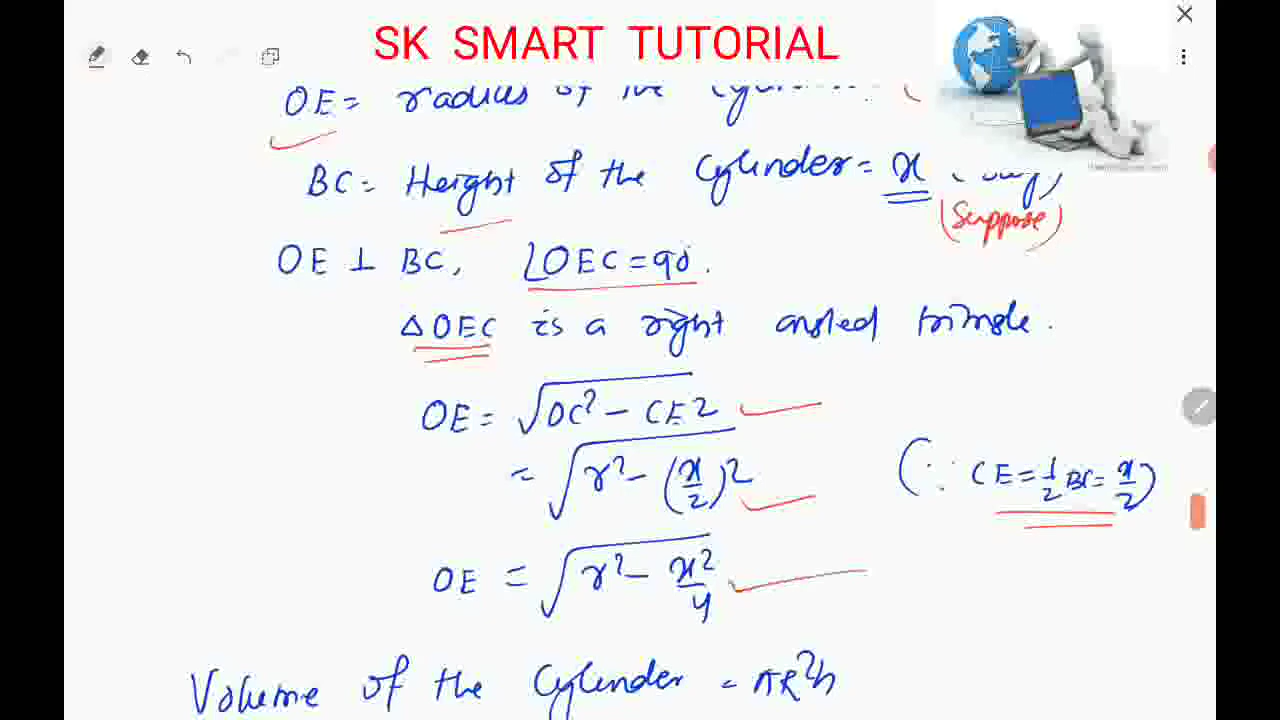 SK SMART TUTORIAL
OE = radius of the
BC = Height of the Cylinder = x
(Suppose)
OE ⊥ BC, ∠OEC = 90°.
△OEC is a right angled triangle.
OE = √OC² - CE2
= √r² - (x/2)2
(∵ CE = 1/2 BC = x/2)
OE = √r² - x²/4
Volume of the Cylinder = πR²h